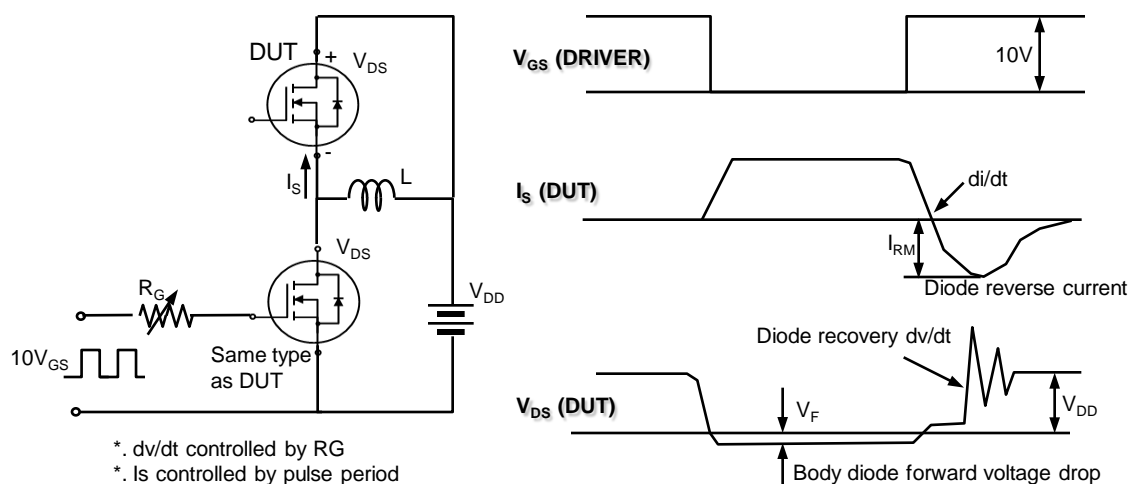 DUT
+
V_DS
-
I_S
L
V_DS
R_G
V_DD
10V_GS
Same type
as DUT
*. dv/dt controlled by RG
*. Is controlled by pulse period
V_GS (DRIVER)
10V
I_S (DUT)
di/dt
I_RM
Diode reverse current
Diode recovery dv/dt
V_DS (DUT)
V_F
V_DD
Body diode forward voltage drop